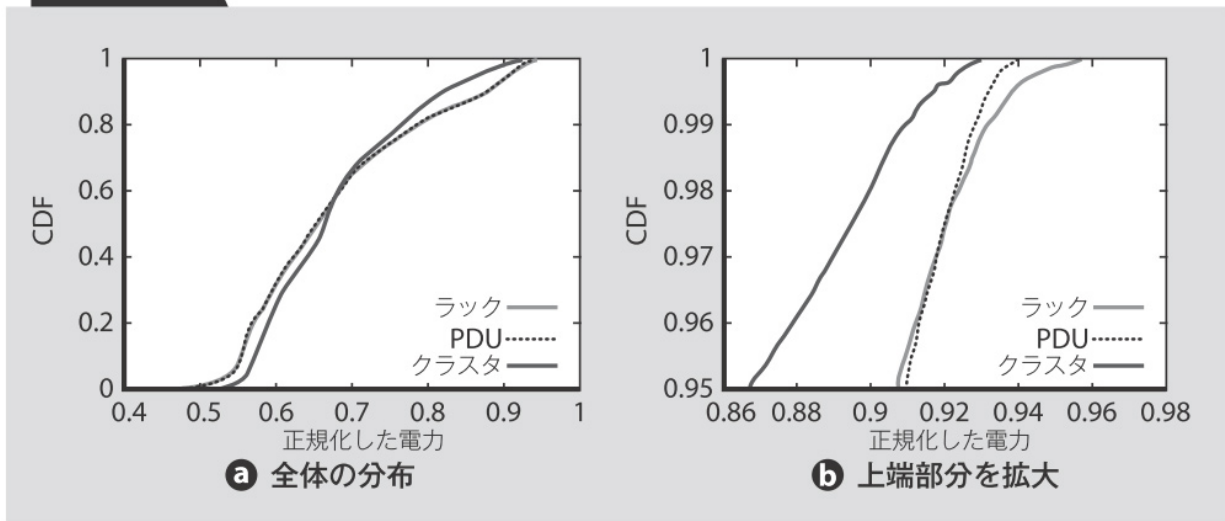 CDF
1
0.8
0.6
0.4
0.2
0
0.4 0.5 0.6 0.7 0.8 0.9 1
ラック
PDU
クラスタ
正規化した電力
a 全体の分布
CDF
1
0.99
0.98
0.97
0.96
0.95
0.86 0.88 0.9 0.92 0.94 0.96 0.98
ラック
PDU
クラスタ
正規化した電力
b 上端部分を拡大